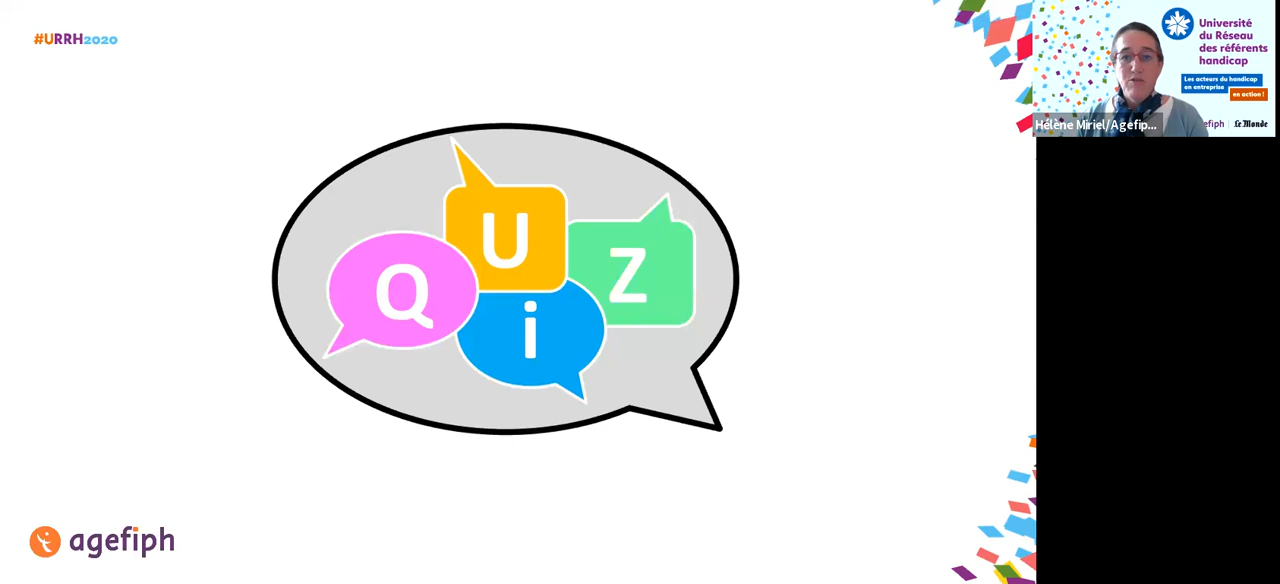 #URRH2020
Q U i Z
agefiph
Université
du Réseau
des référents
handicap
Les acteurs du handicap
en entreprise
en action !
Hélène Miriel/Agefip...
efiph | Le Monde